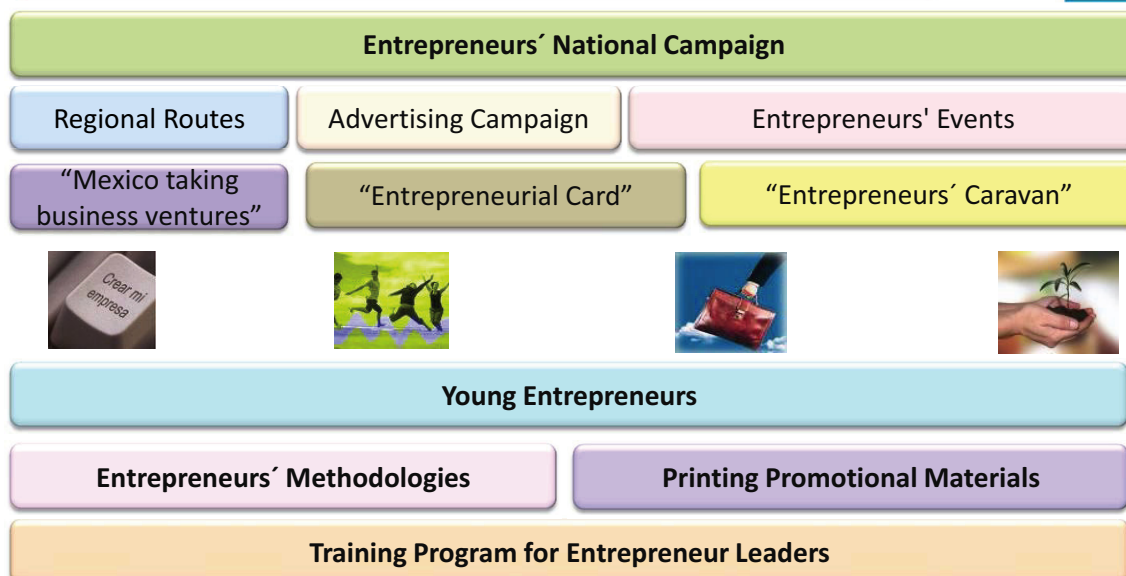 Entrepreneurs´ National Campaign
Regional Routes
Advertising Campaign
Entrepreneurs' Events
“Mexico taking
business ventures”
“Entrepreneurial Card”
“Entrepreneurs´ Caravan”
Crear mi
empresa
Young Entrepreneurs
Entrepreneurs´ Methodologies
Printing Promotional Materials
Training Program for Entrepreneur Leaders